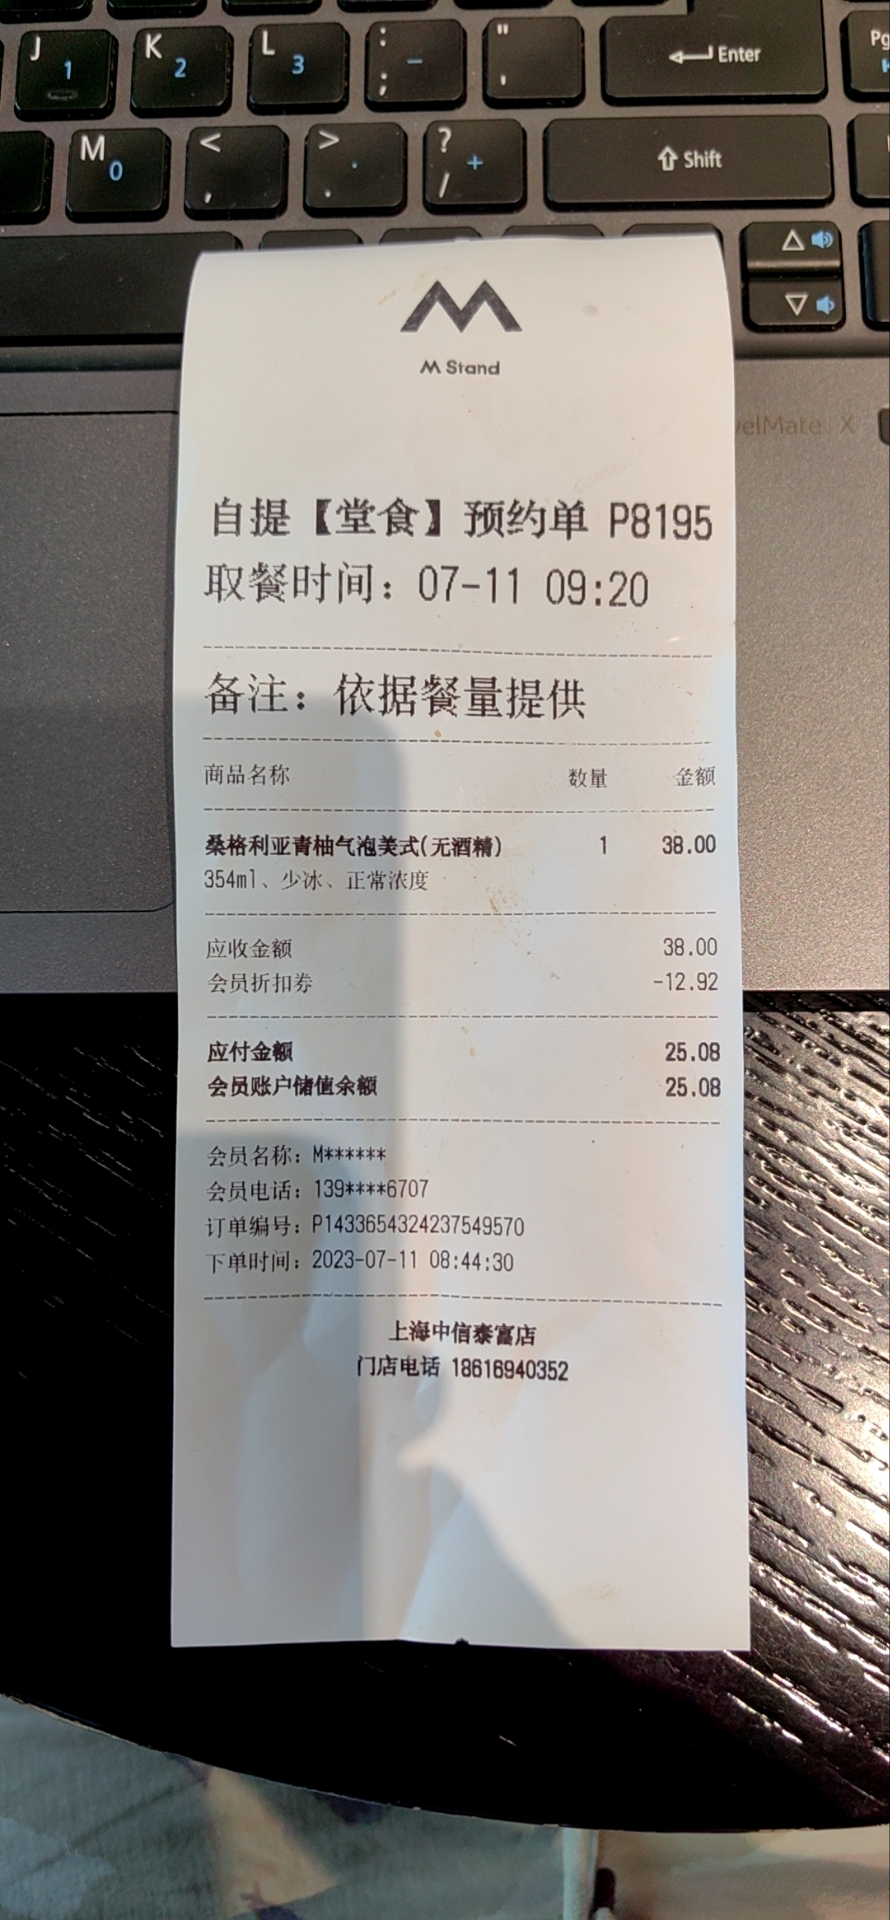 J 1 K 2 L 3 : ; - " ' Enter Pg
M 0 < , > . ? / + Shift
M Stand
velMate X
自提【堂食】预约单 P8195
取餐时间：07-11 09:20
备注：依据餐量提供
商品名称 数量 金额
桑格利亚青柚气泡美式(无酒精) 1 38.00
354ml、少冰、正常浓度
应收金额 38.00
会员折扣券 -12.92
应付金额 25.08
会员账户储值余额 25.08
会员名称：M******
会员电话：139****6707
订单编号：P1433654324237549570
下单时间：2023-07-11 08:44:30
上海中信泰富店
门店电话 18616940352